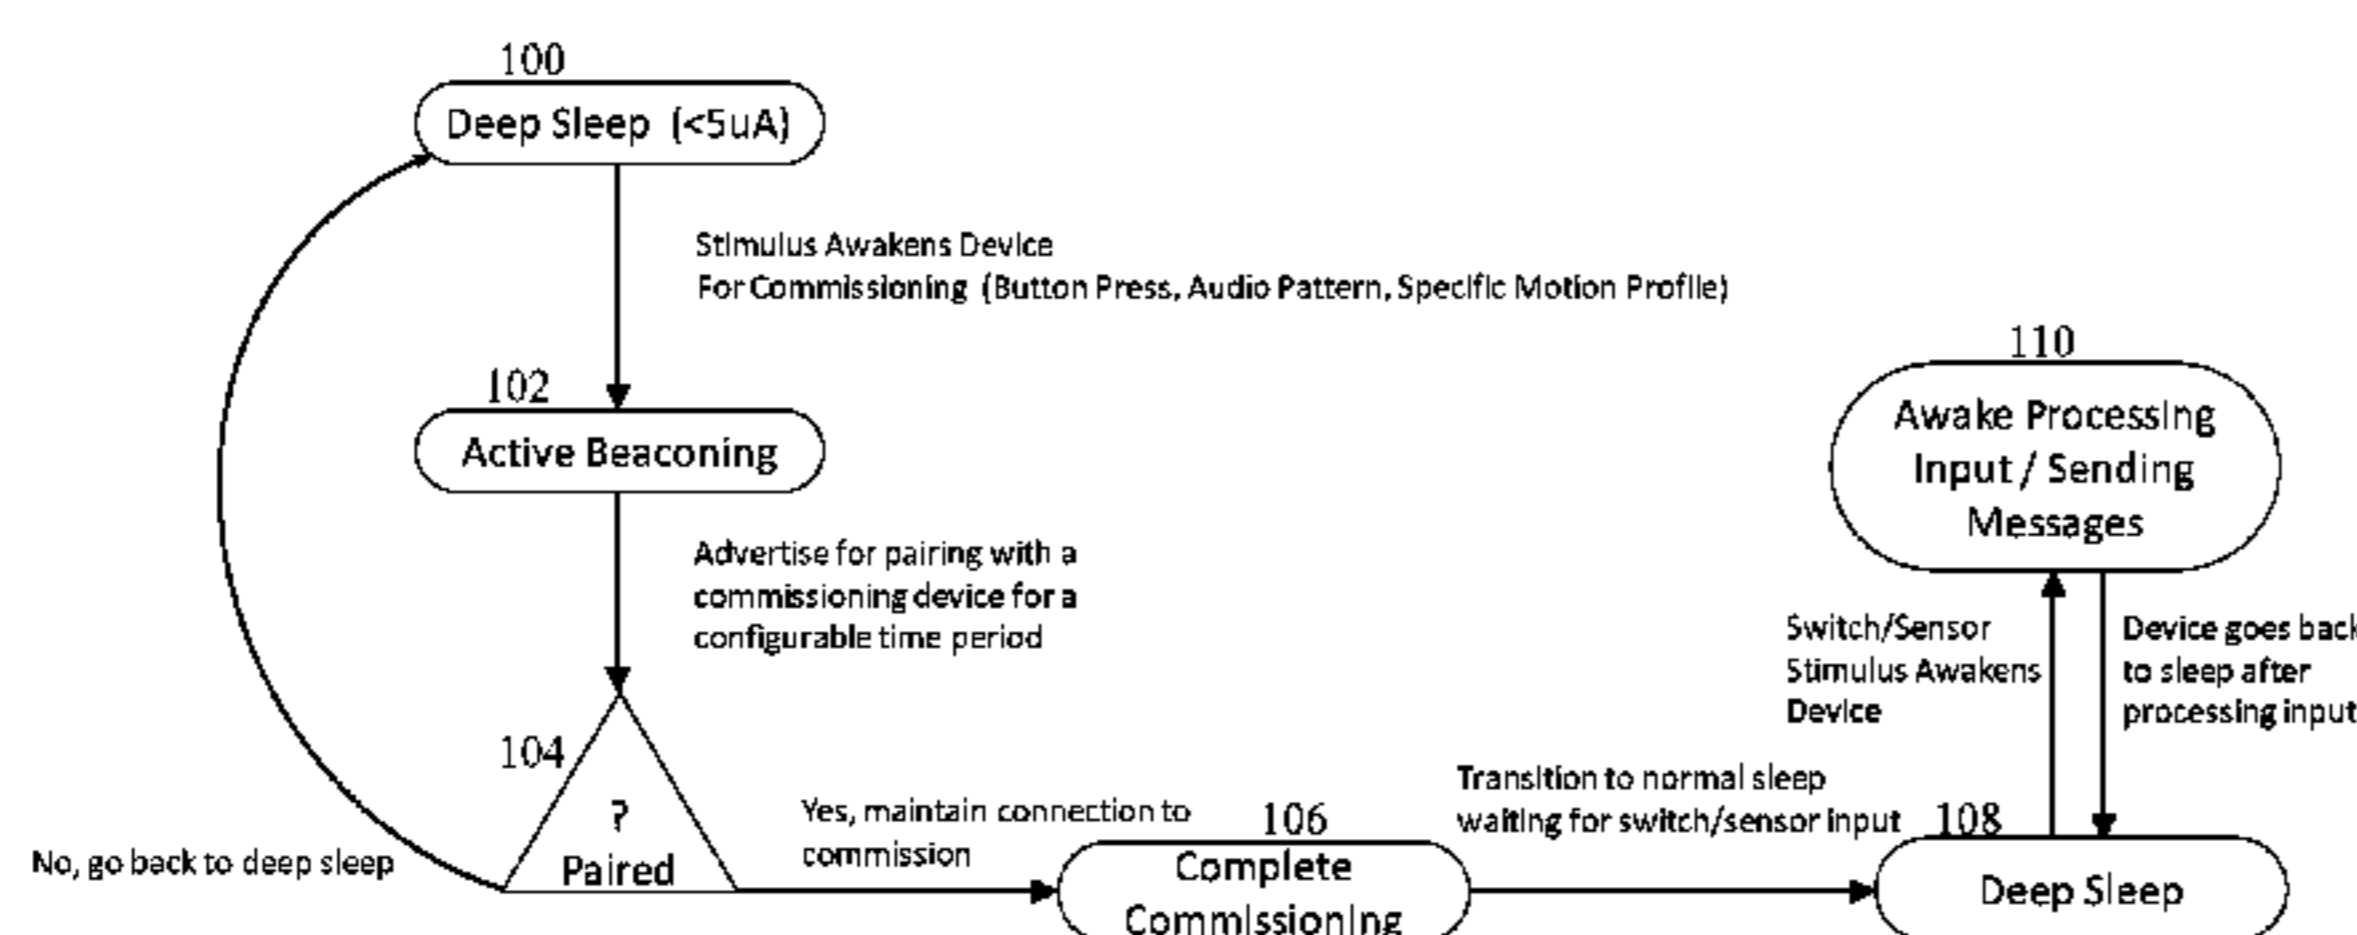 100
Deep Sleep (<5uA)
Stimulus Awakens Device
For Commissioning (Button Press, Audio Pattern, Specific Motion Profile)
102
Active Beaconing
Advertise for pairing with a
commissioning device for a
configurable time period
104
?
Paired
No, go back to deep sleep
Yes, maintain connection to
commission
106
Complete
Commissioning
Transition to normal sleep
waiting for switch/sensor input
108
Deep Sleep
Switch/Sensor
Stimulus Awakens
Device
Device goes back
to sleep after
processing input
110
Awake Processing
Input / Sending
Messages